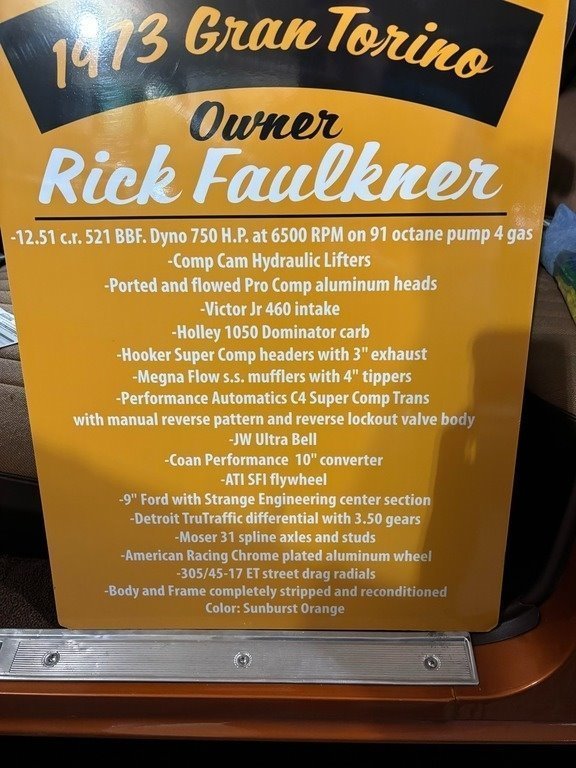 1973 Gran Torino
Owner
Rick Faulkner
-12.51 c.r. 521 BBF. Dyno 750 H.P. at 6500 RPM on 91 octane pump 4 gas
-Comp Cam Hydraulic Lifters
-Ported and flowed Pro Comp aluminum heads
-Victor Jr 460 intake
-Holley 1050 Dominator carb
-Hooker Super Comp headers with 3" exhaust
-Megna Flow s.s. mufflers with 4" tippers
-Performance Automatics C4 Super Comp Trans
with manual reverse pattern and reverse lockout valve body
-JW Ultra Bell
-Coan Performance 10" converter
-ATI SFI flywheel
-9" Ford with Strange Engineering center section
-Detroit TruTraffic differential with 3.50 gears
-Moser 31 spline axles and studs
-American Racing Chrome plated aluminum wheel
-305/45-17 ET street drag radials
-Body and Frame completely stripped and reconditioned
Color: Sunburst Orange